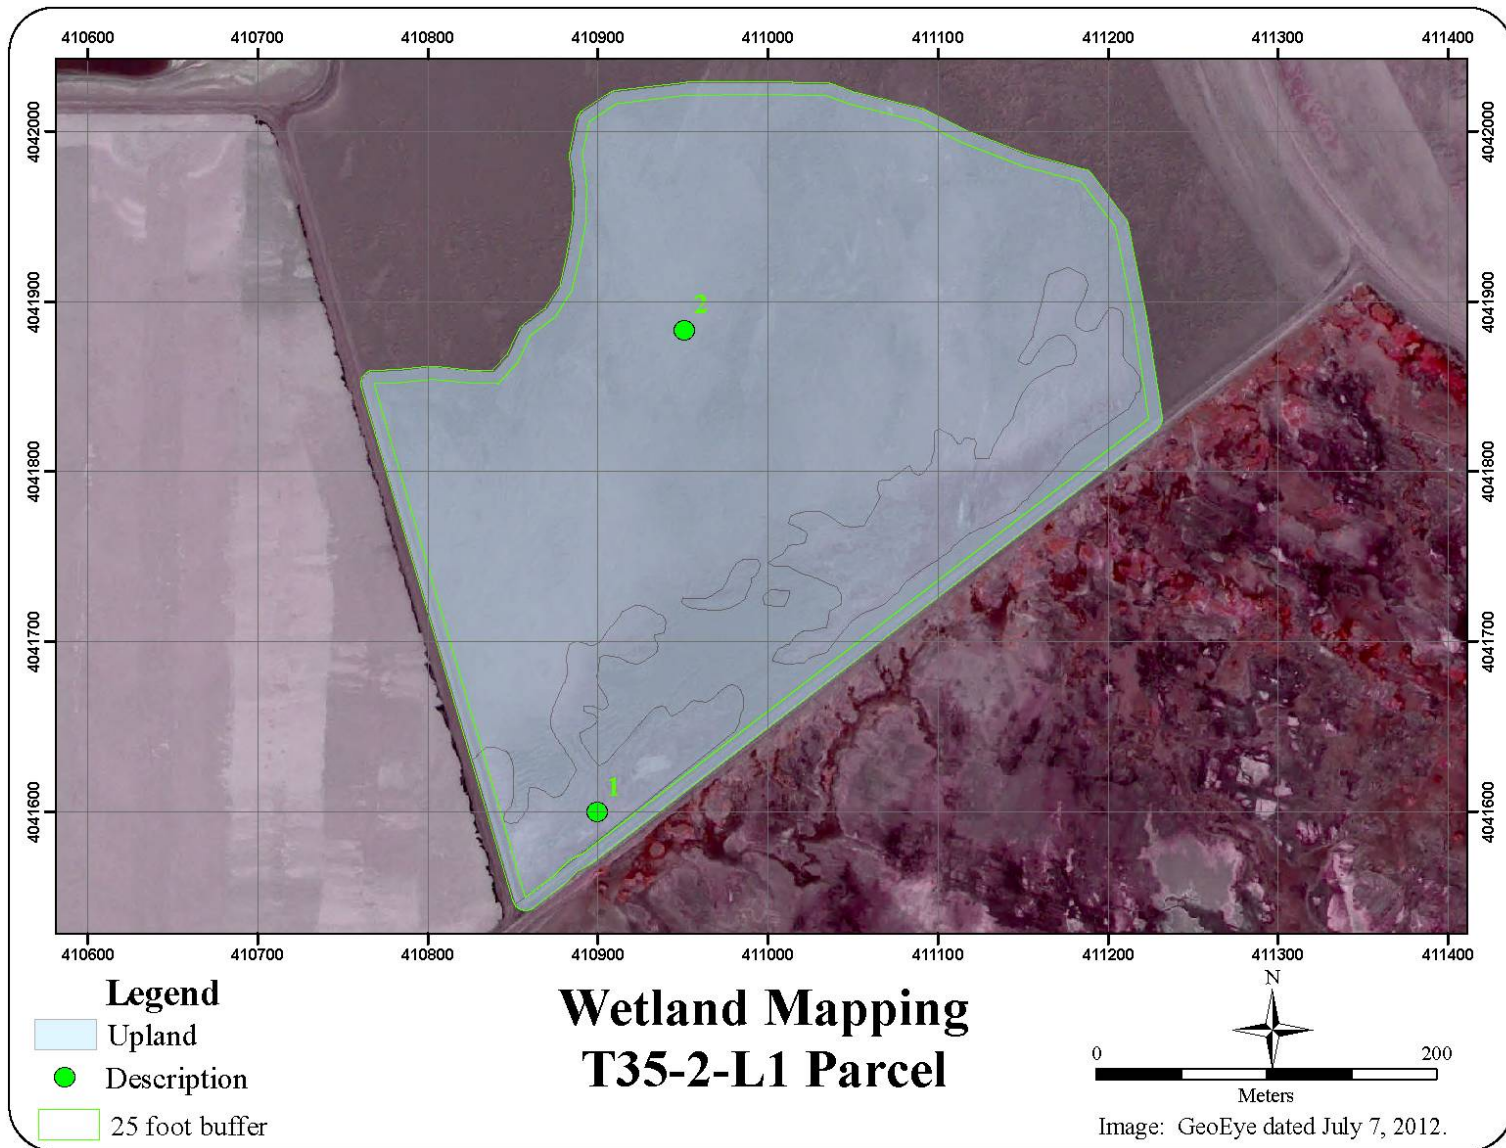 410600 410700 410800 410900 411000 411100 411200 411300 411400
4042000 4042000
4041900 4041900
2
4041800 4041800
4041700 4041700
1
4041600 4041600
410600 410700 410800 410900 411000 411100 411200 411300 411400
Legend
Upland
Description
25 foot buffer
Wetland Mapping
T35-2-L1 Parcel
N
0 200
Meters
Image: GeoEye dated July 7, 2012.